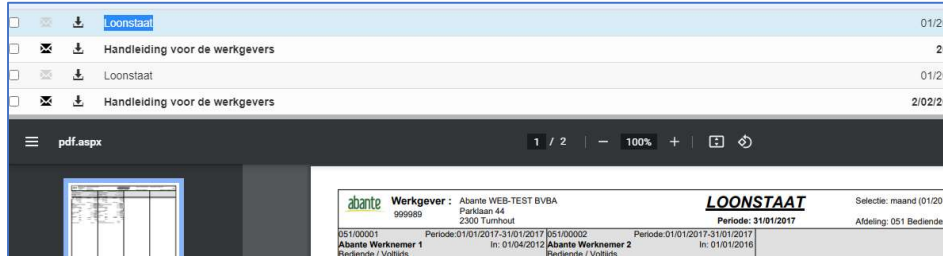 Loonstaat 01/2
Handleiding voor de werkgevers 2
Loonstaat 01/2
Handleiding voor de werkgevers 2/02/2
pdf.aspx 1 / 2 | − 100% + |
abante Werkgever : Abante WEB-TEST BVBA LOONSTAAT Selectie: maand (01/20
999989 Parklaan 44
2300 Turnhout Periode: 31/01/2017 Afdeling: 051 Bediende
051/00001 Periode:01/01/2017-31/01/2017 051/00002 Periode:01/01/2017-31/01/2017
Abante Werknemer 1 In: 01/04/2012 Abante Werknemer 2 In: 01/01/2016
Bediende / Voltijds Bediende / Voltijds